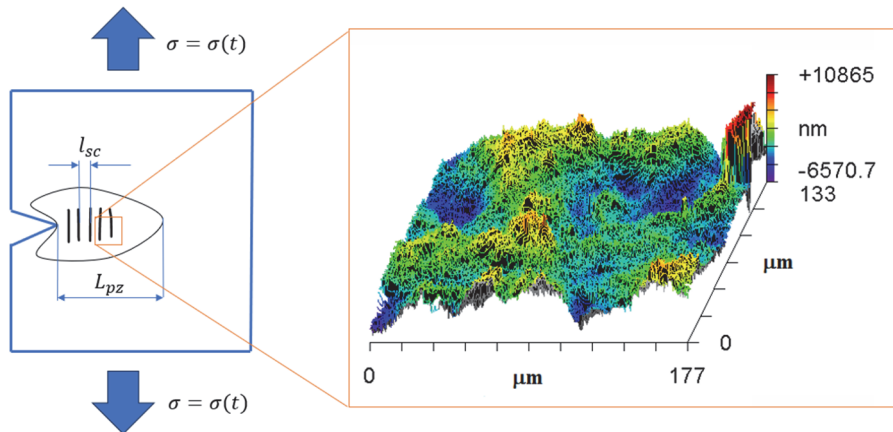 σ = σ(t)
l_sc
L_pz
σ = σ(t)
+10865
nm
-6570.7
133
μm
0
0
μm
177